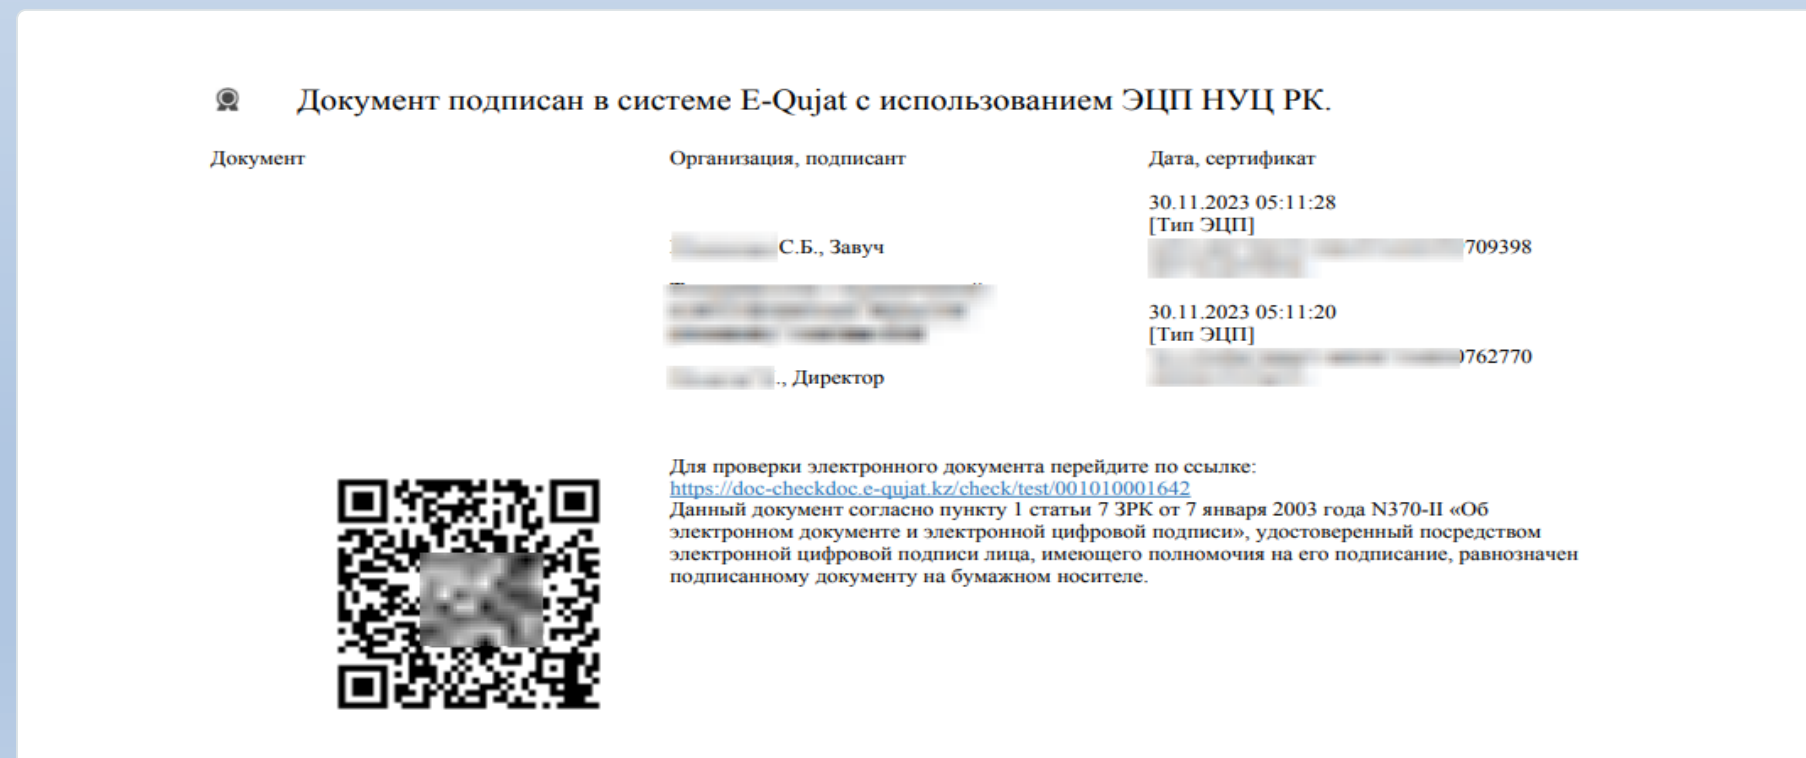 Документ подписан в системе E-Qujat с использованием ЭЦП НУЦ РК.
Документ
Организация, подписант
Дата, сертификат
30.11.2023 05:11:28
[Тип ЭЦП]
С.Б., Завуч
709398
30.11.2023 05:11:20
[Тип ЭЦП]
762770
., Директор
Для проверки электронного документа перейдите по ссылке:
https://doc-checkdoc.e-qujat.kz/check/test/001010001642
Данный документ согласно пункту 1 статьи 7 ЗРК от 7 января 2003 года N370-II «Об
электронном документе и электронной цифровой подписи», удостоверенный посредством
электронной цифровой подписи лица, имеющего полномочия на его подписание, равнозначен
подписанному документу на бумажном носителе.